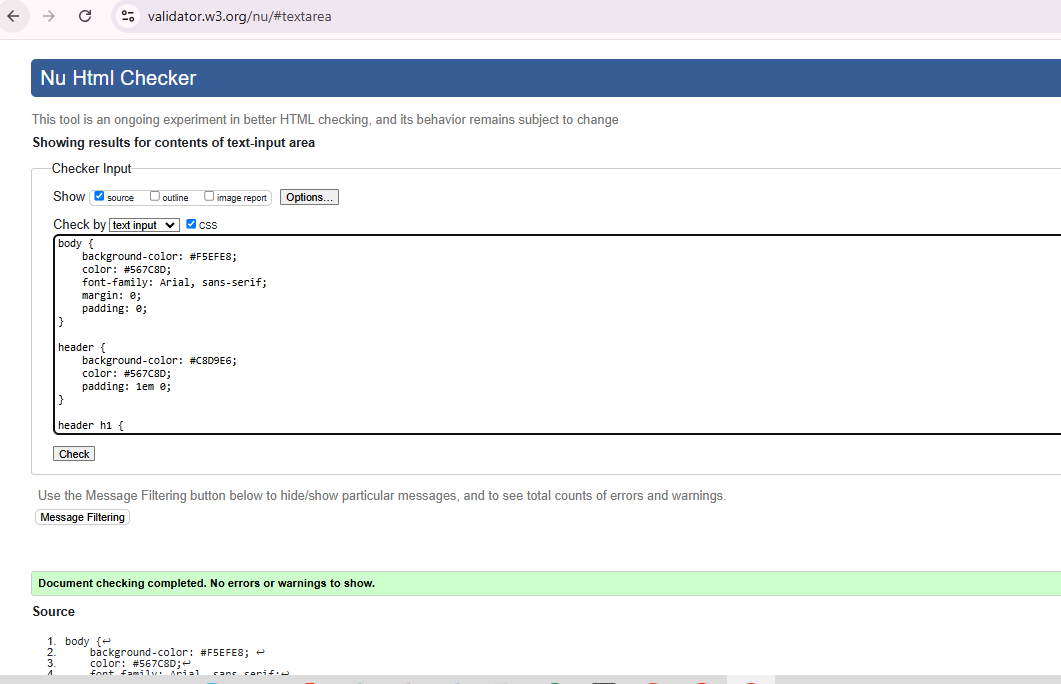 validator.w3.org/nu/#textarea
Nu Html Checker
This tool is an ongoing experiment in better HTML checking, and its behavior remains subject to change
Showing results for contents of text-input area
Checker Input
Show source outline image report Options...
Check by text input CSS
body {
    background-color: #F5EFE8;
    color: #567C8D;
    font-family: Arial, sans-serif;
    margin: 0;
    padding: 0;
}
header {
    background-color: #C8D9E6;
    color: #567C8D;
    padding: 1em 0;
}
header h1 {
Check
Use the Message Filtering button below to hide/show particular messages, and to see total counts of errors and warnings.
Message Filtering
Document checking completed. No errors or warnings to show.
Source
1. body {↩
2.     background-color: #F5EFE8; ↩
3.     color: #567C8D;↩
4.     font-family: Arial, sans-serif;↩